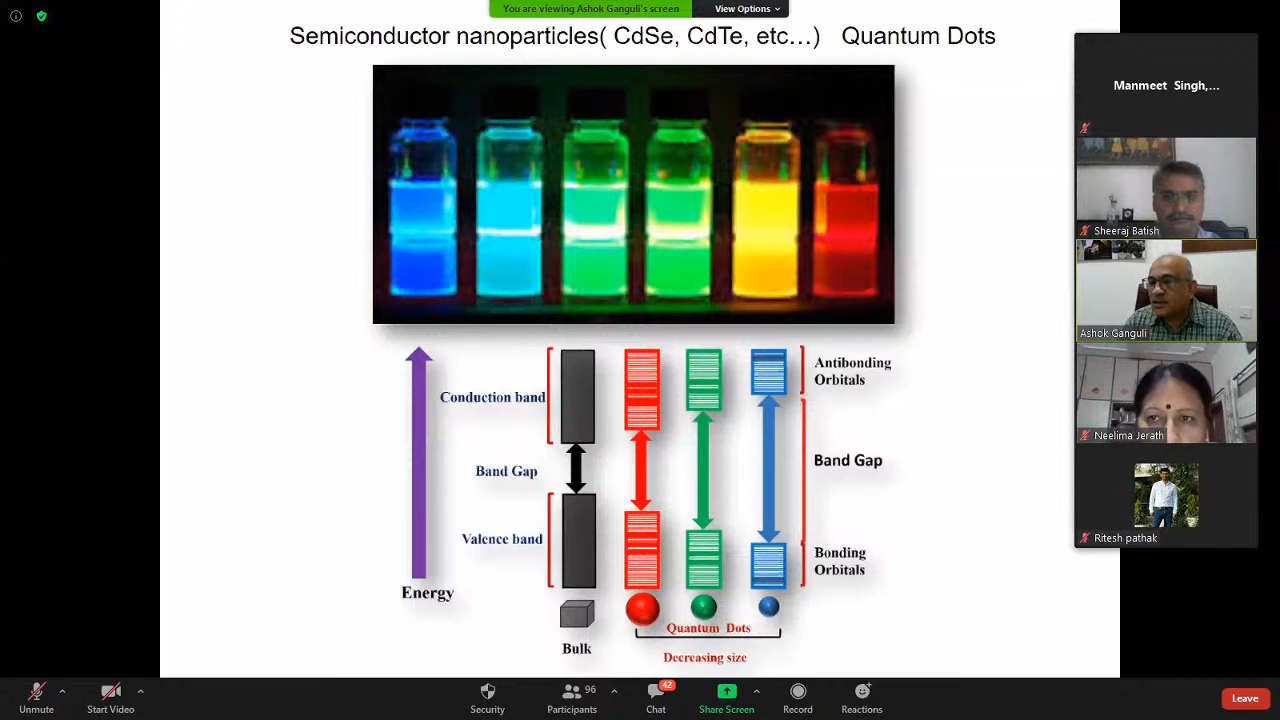 You are viewing Ashok Ganguli's screen
View Options
Semiconductor nanoparticles( CdSe, CdTe, etc…) Quantum Dots
Manmeet Singh,...
Sheeraj Batish
Ashok Ganguli
Neelima Jerath
Ritesh pathak
Conduction band
Band Gap
Valence band
Energy
Bulk
Antibonding
Orbitals
Band Gap
Bonding
Orbitals
Quantum Dots
Decreasing size
Unmute
Start Video
Security
96
Participants
42
Chat
Share Screen
Record
Reactions
Leave